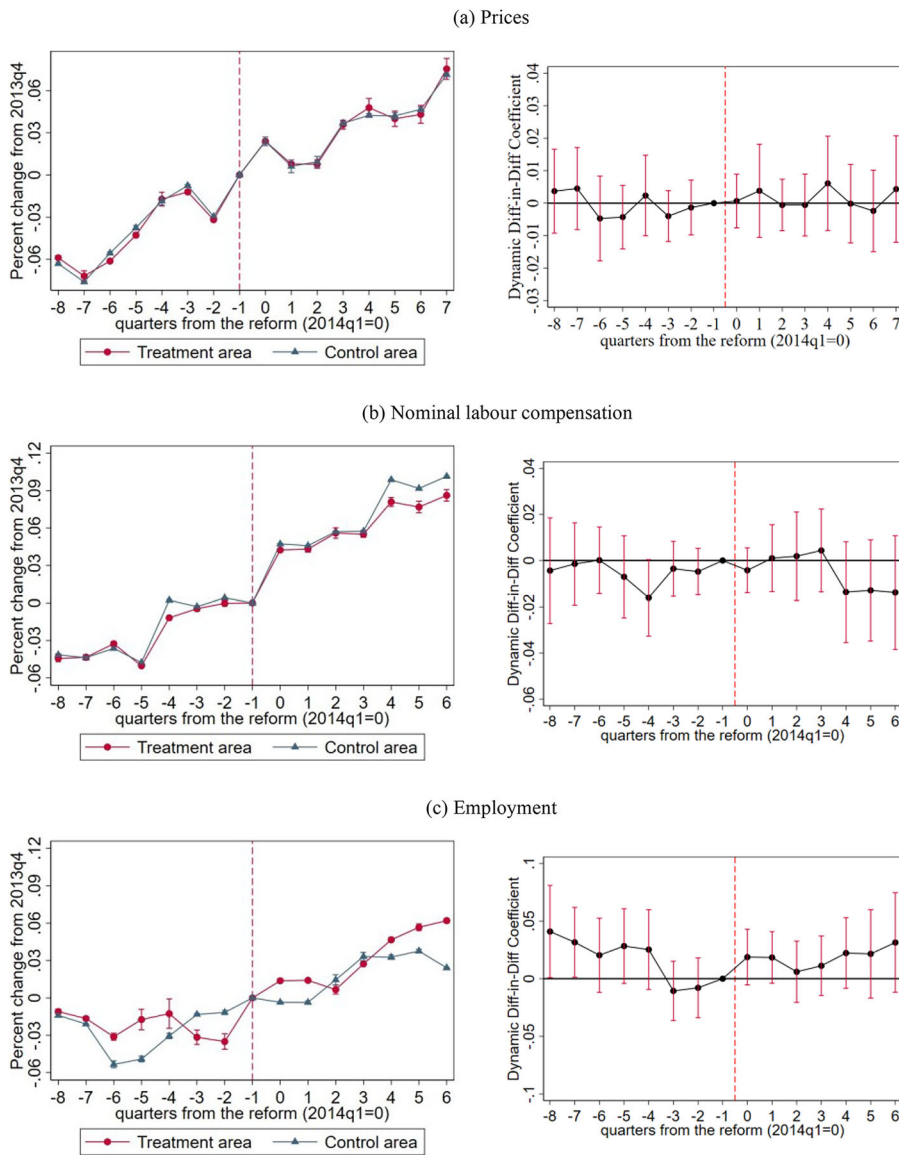 (a) Prices
Percent change from 2013q4
.06
.03
0
-.03
-.06
-8 -7 -6 -5 -4 -3 -2 -1 0 1 2 3 4 5 6 7
quarters from the reform (2014q1=0)
Treatment area Control area
Dynamic Diff-in-Diff Coefficient
.04
.02
.01
0
-.01
-.02
-.03
-8 -7 -6 -5 -4 -3 -2 -1 0 1 2 3 4 5 6 7
quarters from the reform (2014q1=0)
(b) Nominal labour compensation
Percent change from 2013q4
.12
.09
.06
.03
0
-.03
-.06
-8 -7 -6 -5 -4 -3 -2 -1 0 1 2 3 4 5 6
quarters from the reform (2014q1=0)
Treatment area Control area
Dynamic Diff-in-Diff Coefficient
.04
.02
0
-.02
-.04
-.06
-8 -7 -6 -5 -4 -3 -2 -1 0 1 2 3 4 5 6
quarters from the reform (2014q1=0)
(c) Employment
Percent change from 2013q4
.12
.09
.06
.03
0
-.03
-.06
-8 -7 -6 -5 -4 -3 -2 -1 0 1 2 3 4 5 6
quarters from the reform (2014q1=0)
Treatment area Control area
Dynamic Diff-in-Diff Coefficient
.1
.05
0
-.05
-.1
-8 -7 -6 -5 -4 -3 -2 -1 0 1 2 3 4 5 6
quarters from the reform (2014q1=0)